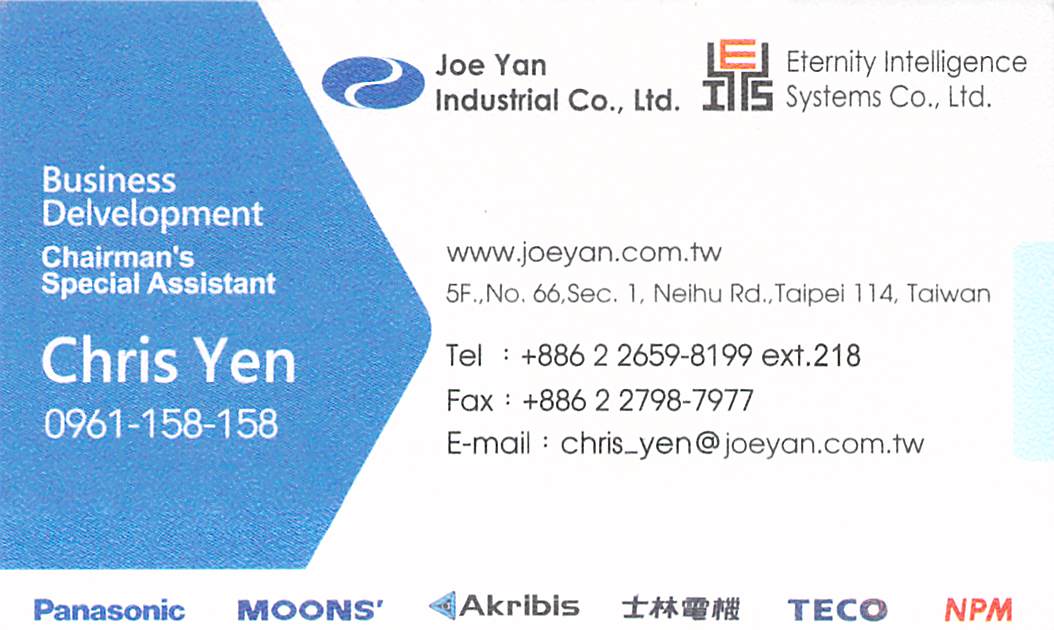 Joe Yan
Industrial Co., Ltd.
EITS
Eternity Intelligence
Systems Co., Ltd.
Business
Delvelopment
Chairman's
Special Assistant
Chris Yen
0961-158-158
www.joeyan.com.tw
5F.,No. 66,Sec. 1, Neihu Rd.,Taipei 114, Taiwan
Tel : +886 2 2659-8199 ext.218
Fax : +886 2 2798-7977
E-mail : chris_yen@joeyan.com.tw
Panasonic MOONS' Akribis 士林電機 TECO NPM